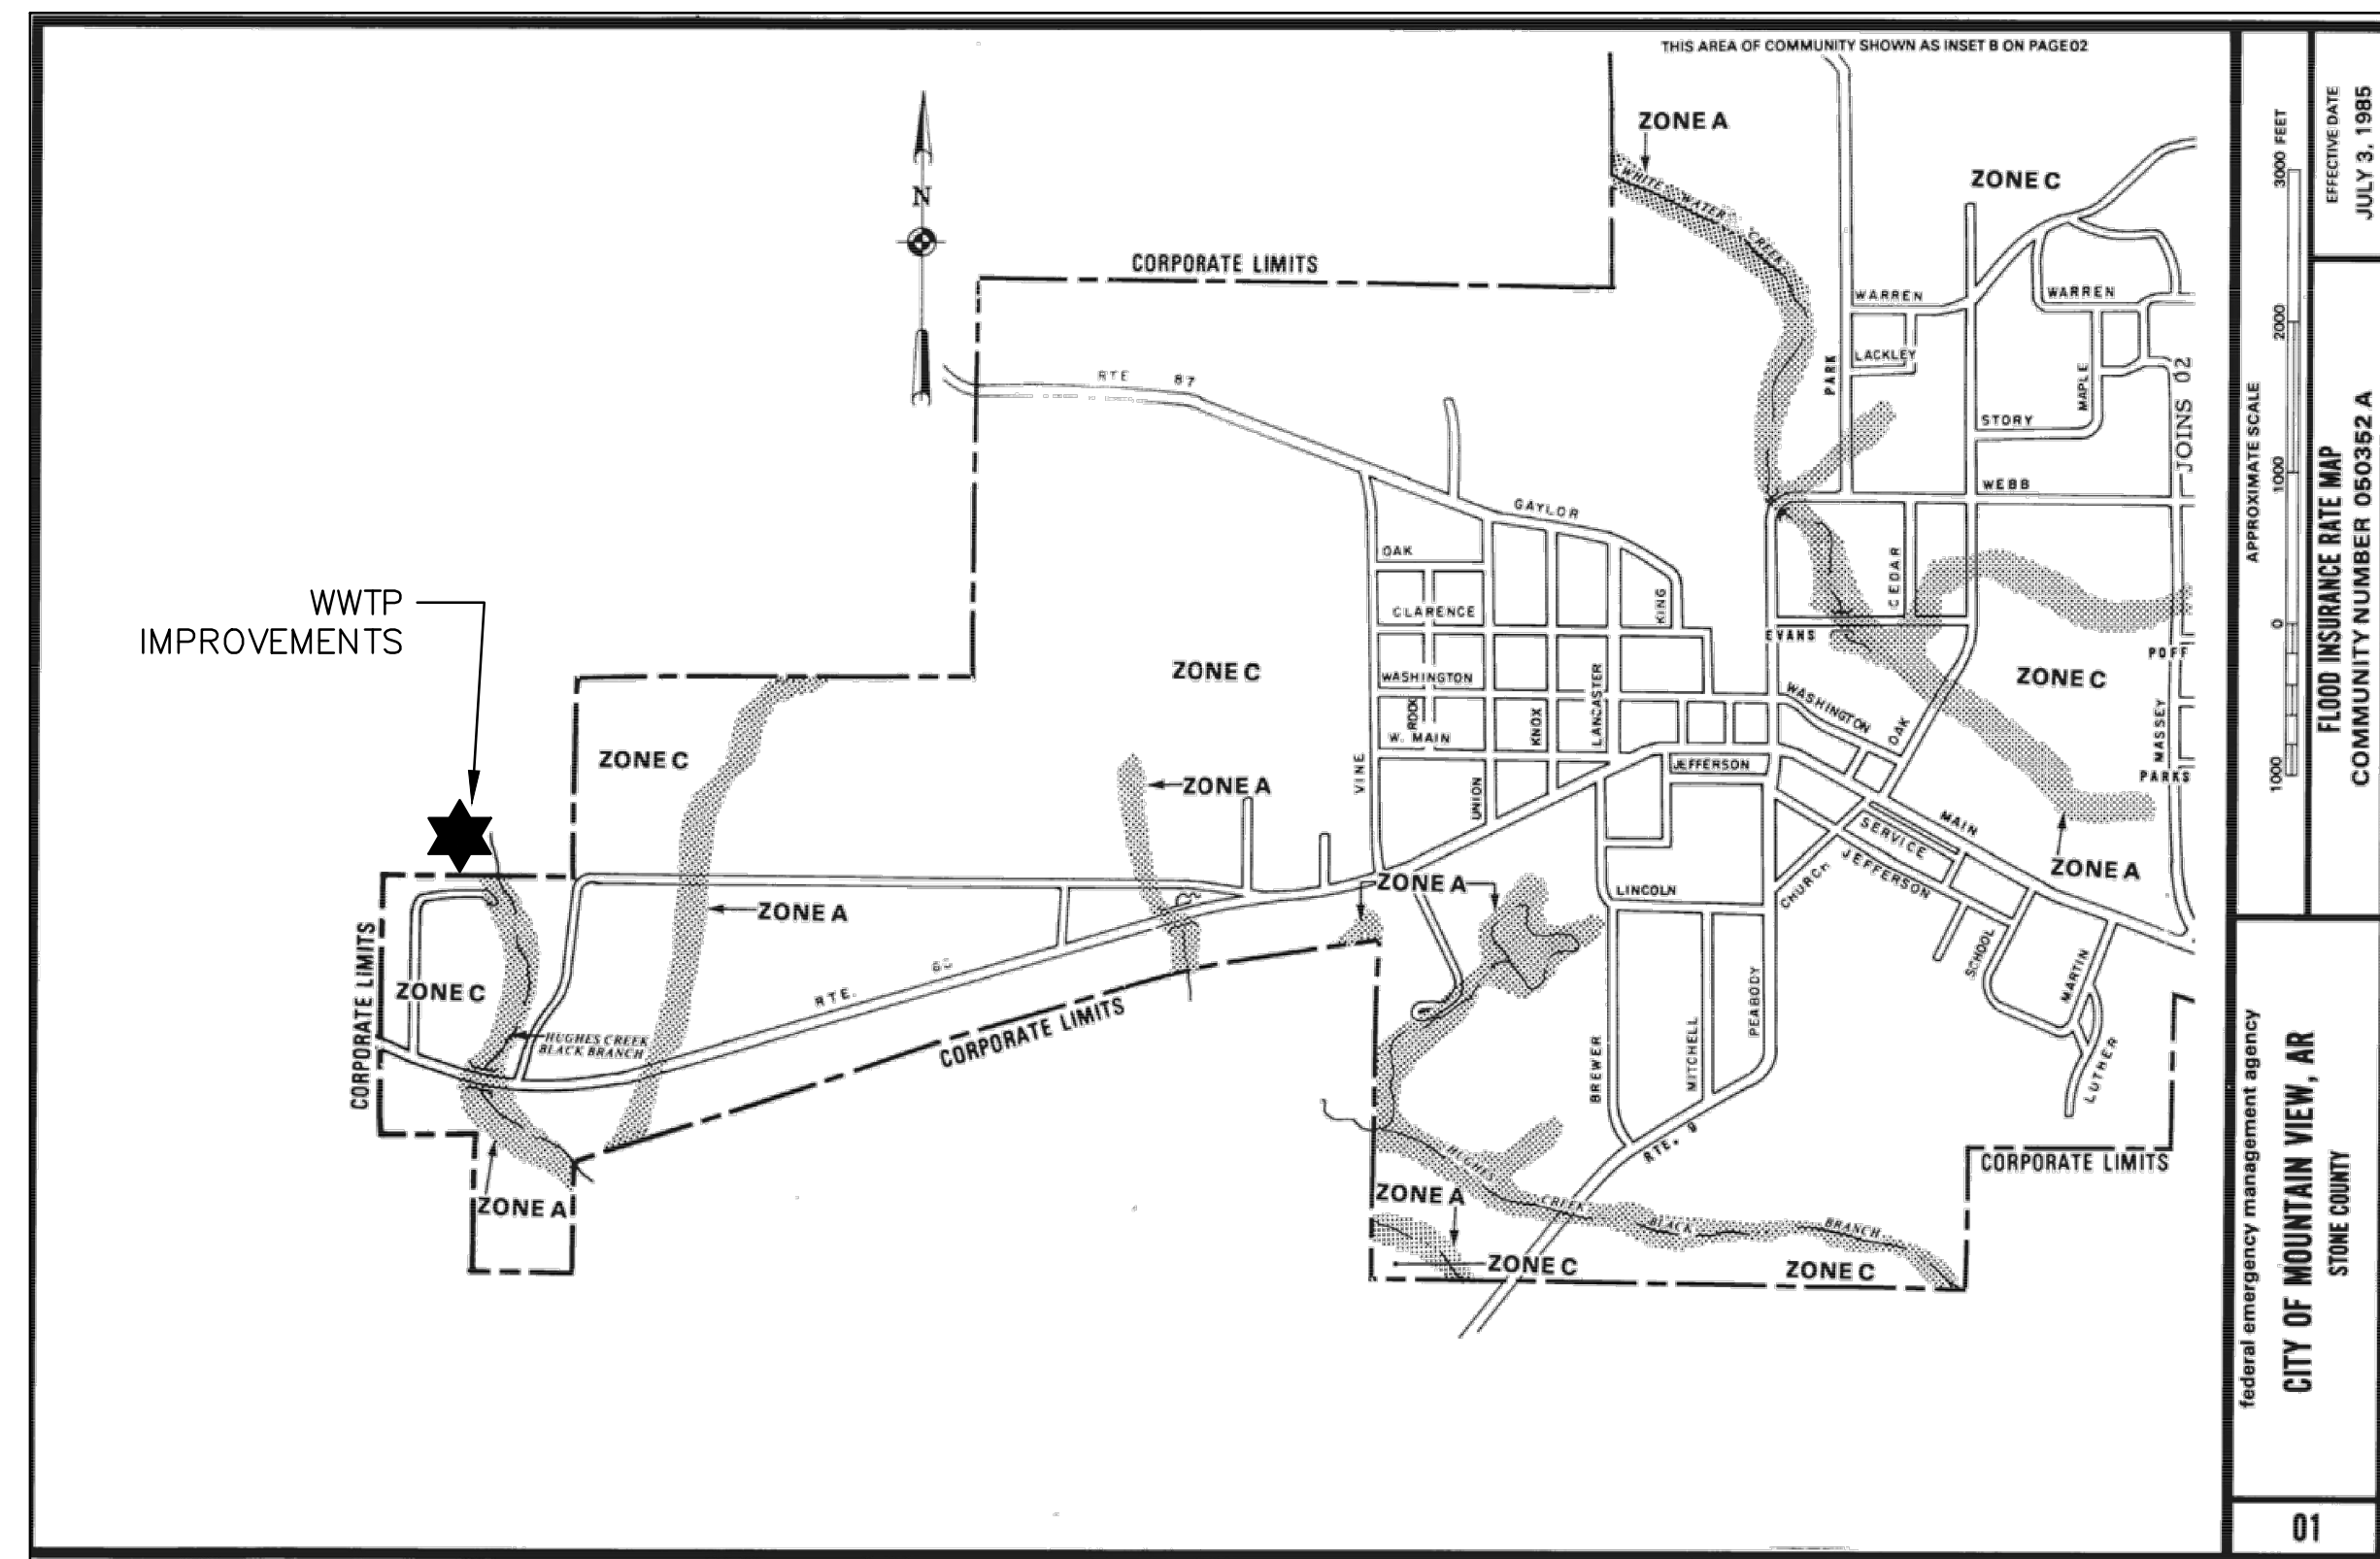 THIS AREA OF COMMUNITY SHOWN AS INSET B ON PAGE 02
ZONE A
WHITE WATER CREEK
ZONE C
N
CORPORATE LIMITS
WARREN
WARREN
LACKLEY
PARK
MAPLE
STORY
JOINS 02
WEBB
RTE 87
GAYLOR
OAK
CLARENCE
KING
CEDAR
EVANS
POFF
WWTP
IMPROVEMENTS
ZONE C
WASHINGTON
LANCASTER
WASHINGTON
ZONE C
KNOX
W. MAIN
OAK
MASSEY
ZONE C
JEFFERSON
PARKS
ZONE A
VINE
UNION
MAIN
SERVICE
JEFFERSON
ZONE A
ZONE A
LINCOLN
CHURCH
ZONE A
CORPORATE LIMITS
ZONE C
RTE.
SCHOOL
MARTIN
PEABODY
HUGHES CREEK
BLACK BRANCH
CORPORATE LIMITS
BREWER
MITCHELL
LUTHER
RTE. 9
HUGHES CREEK BLACK BRANCH
CORPORATE LIMITS
ZONE A
ZONE A
ZONE C
ZONE C
APPROXIMATE SCALE
1000 0 1000 2000 3000 FEET
EFFECTIVE DATE
JULY 3, 1985
FLOOD INSURANCE RATE MAP
COMMUNITY NUMBER 050352 A
federal emergency management agency
CITY OF MOUNTAIN VIEW, AR
STONE COUNTY
01